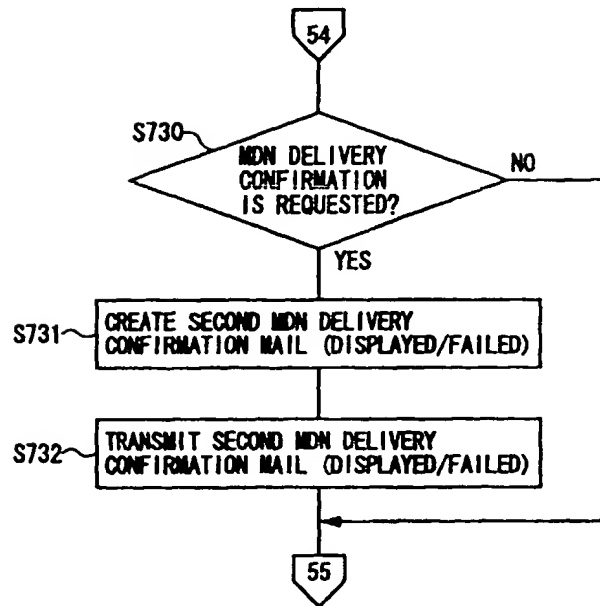 54
S730
MDN DELIVERY
CONFIRMATION
IS REQUESTED?
NO
YES
S731
CREATE SECOND MDN DELIVERY
CONFIRMATION MAIL (DISPLAYED/FAILED)
S732
TRANSMIT SECOND MDN DELIVERY
CONFIRMATION MAIL (DISPLAYED/FAILED)
55